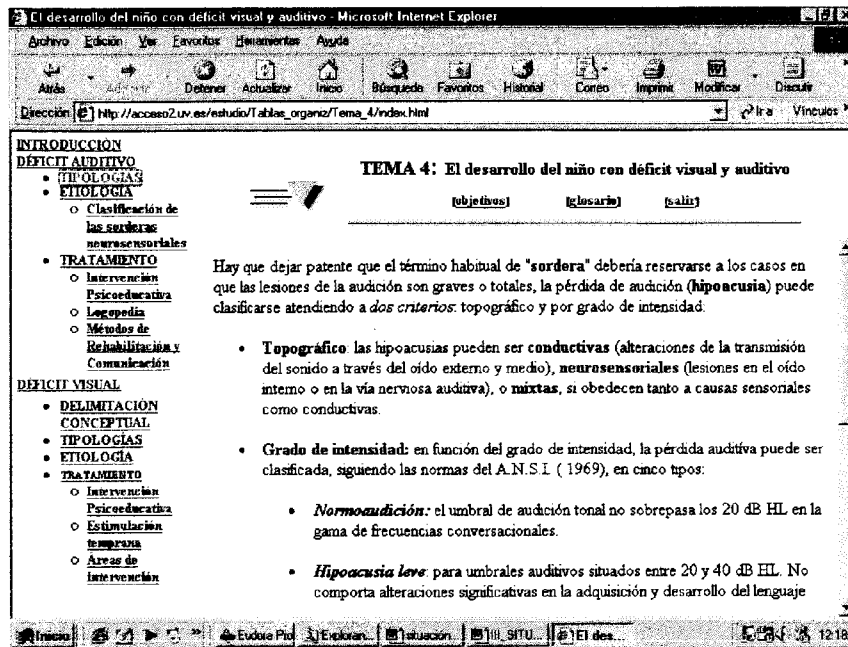 El desarrollo del niño con déficit visual y auditivo - Microsoft Internet Explorer
Archivo Edición Ver Favoritos Herramientas Ayuda
Atrás Detener Actualizar Inicio Búsqueda Favoritos Historial Correo Imprimir Modificar Discutir
Dirección http://acceso2.uv.es/estudio/Tablas_organiz/Tema_4/index.html Ir a Vínculos
INTRODUCCIÓN
DÉFICIT AUDITIVO
• TIPOLOGÍAS
• ETIOLOGÍA
o Clasificación de
las sorderas
neurosensoriales
• TRATAMIENTO
o Intervención
Psicoeducativa
o Logopedia
o Métodos de
Rehabilitación y
Comunicación
DÉFICIT VISUAL
• DELIMITACIÓN
CONCEPTUAL
• TIPOLOGÍAS
• ETIOLOGÍA
• TRATAMIENTO
o Intervención
Psicoeducativa
o Estimulación
temprana
o Áreas de
Intervención
TEMA 4: El desarrollo del niño con déficit visual y auditivo
[objetivos] [glosario] [salir]
Hay que dejar patente que el término habitual de "sordera" debería reservarse a los casos en
que las lesiones de la audición son graves o totales, la pérdida de audición (hipoacusia) puede
clasificarse atendiendo a dos criterios: topográfico y por grado de intensidad:
• Topográfico: las hipoacusias pueden ser conductivas (alteraciones de la transmisión
del sonido a través del oído externo y medio), neurosensoriales (lesiones en el oído
interno o en la vía nerviosa auditiva), o mixtas, si obedecen tanto a causas sensoriales
como conductivas.
• Grado de intensidad: en función del grado de intensidad, la pérdida auditiva puede ser
clasificada, siguiendo las normas del A.N.S.I. ( 1969), en cinco tipos:
• Normoaudición: el umbral de audición tonal no sobrepasa los 20 dB HL en la
gama de frecuencias conversacionales.
• Hipoacusia leve: para umbrales auditivos situados entre 20 y 40 dB HL. No
comporta alteraciones significativas en la adquisición y desarrollo del lenguaje
Inicio Eudora Pro Exploran... situación... III_SITU... El des... 12:18